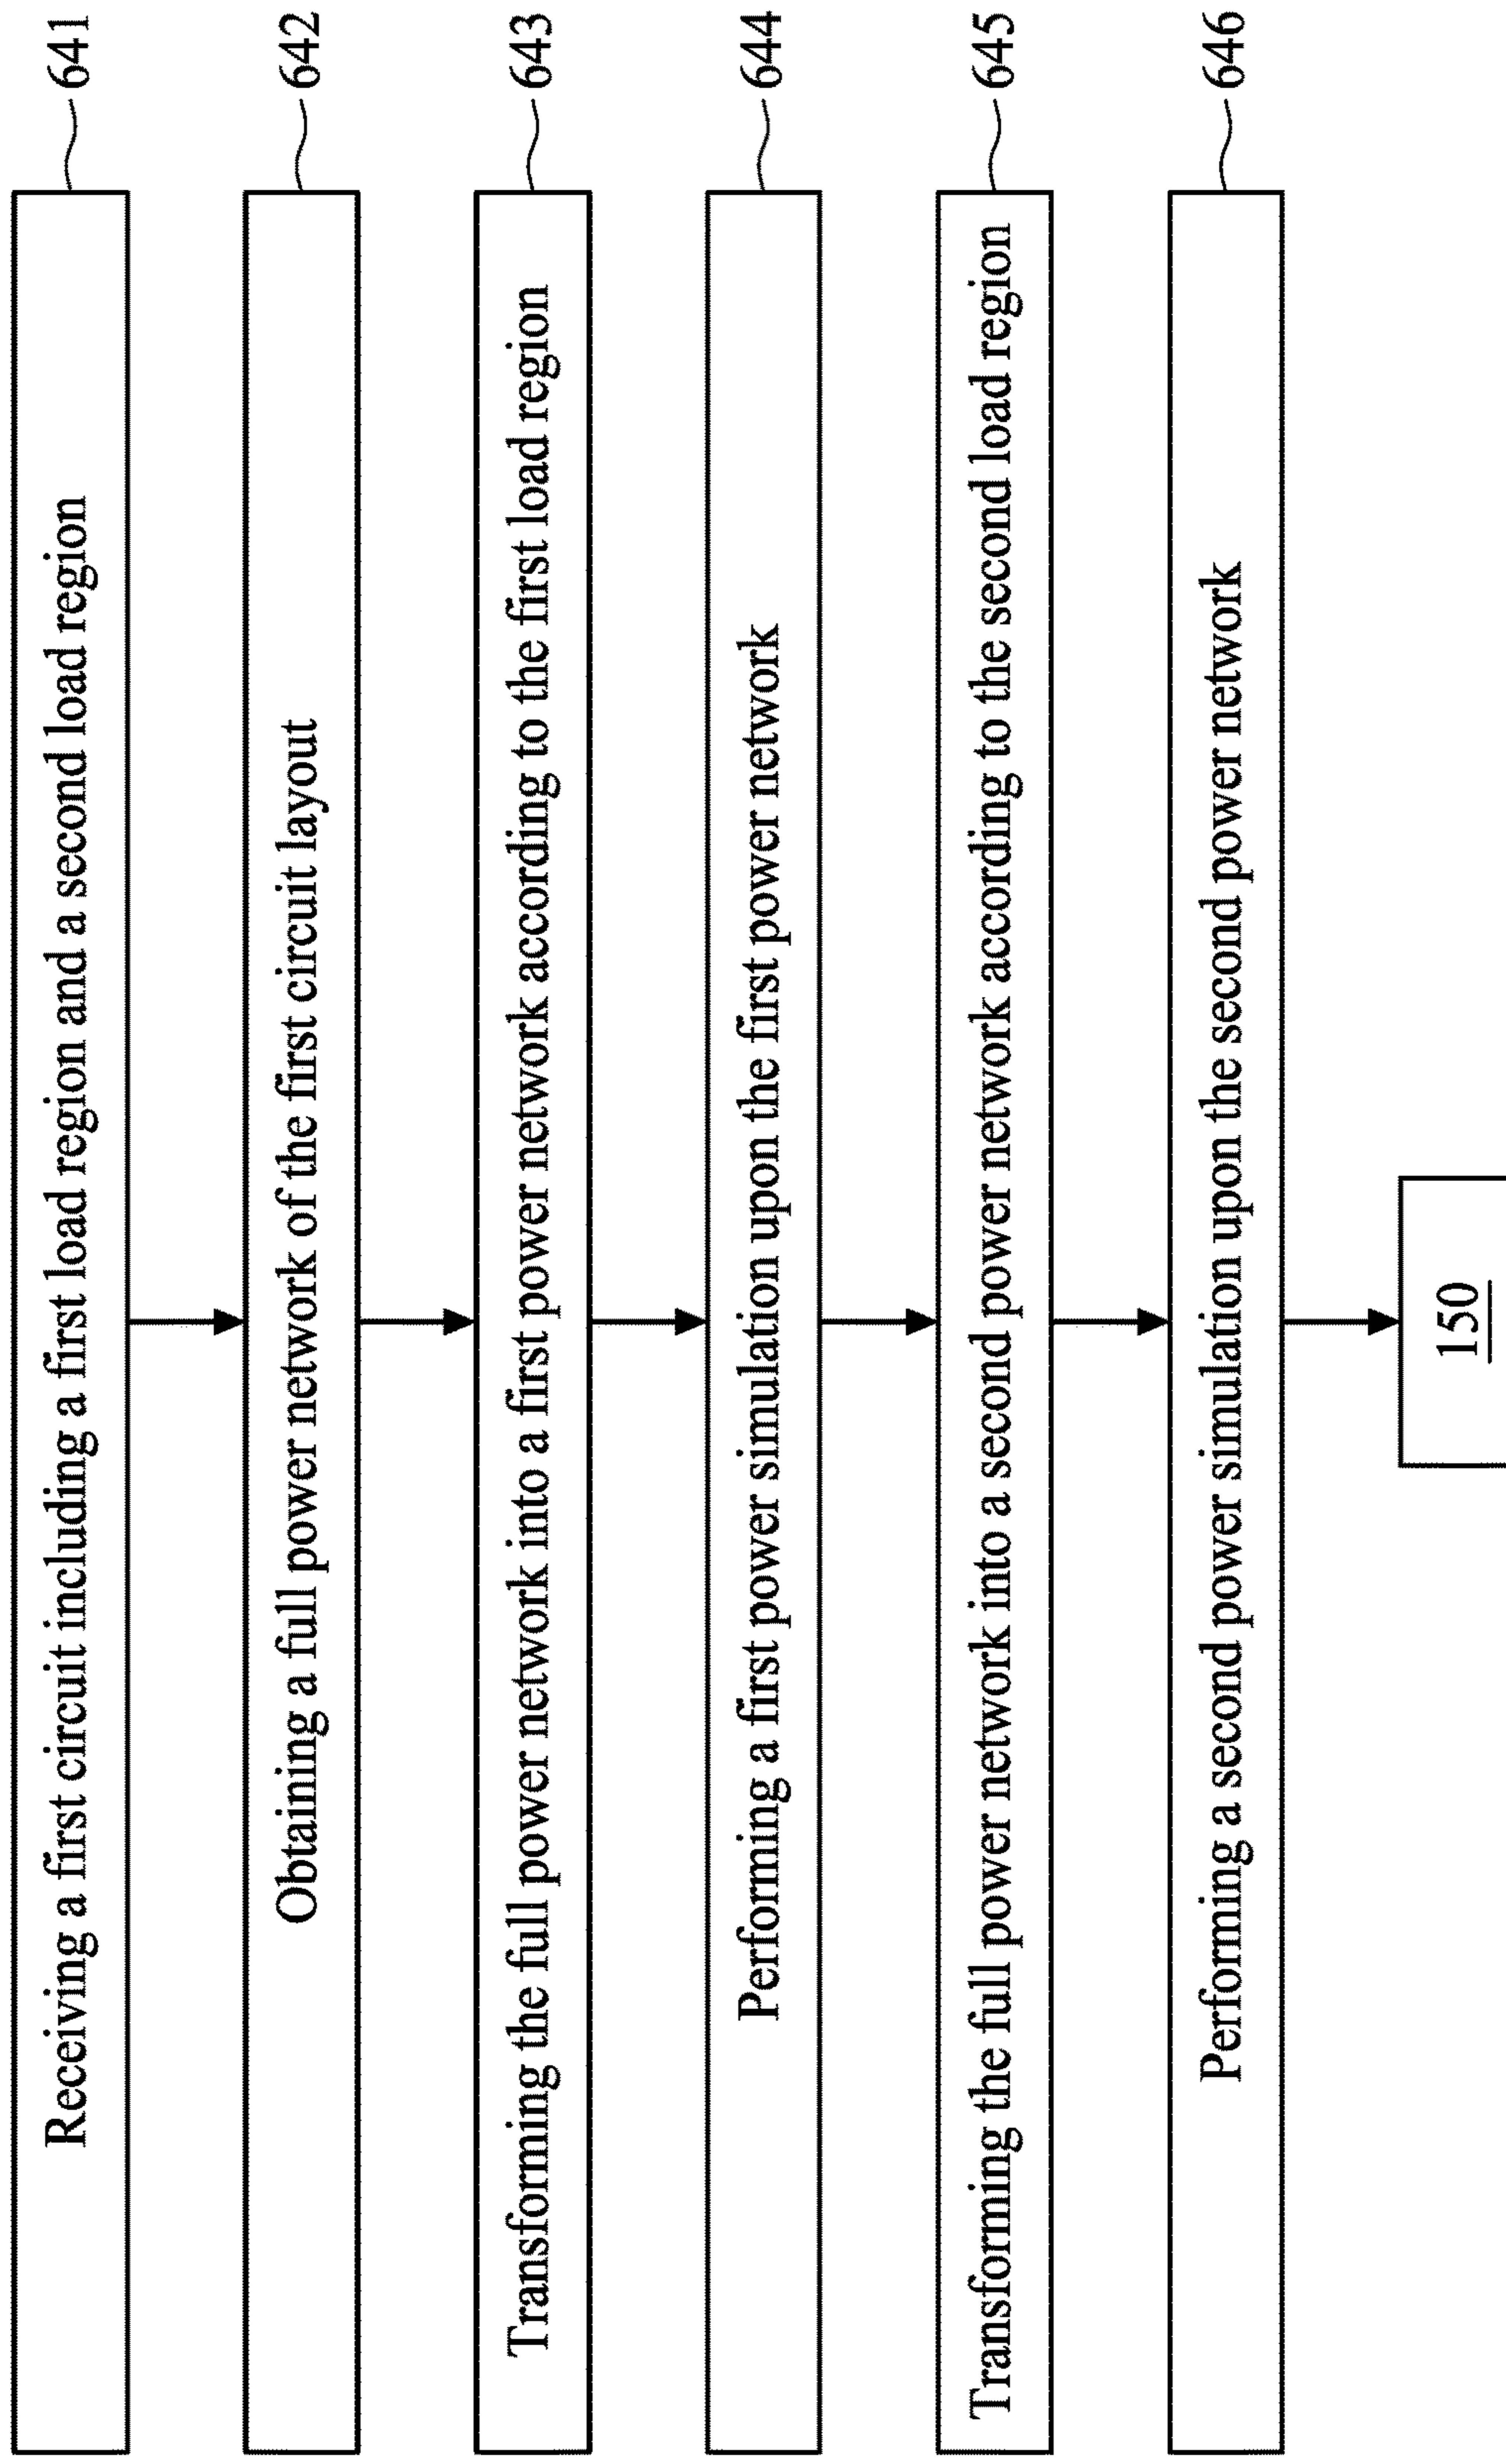 Receiving a first circuit including a first load region and a second load region
641
Obtaining a full power network of the first circuit layout
642
Transforming the full power network into a first power network according to the first load region
643
Performing a first power simulation upon the first power network
644
Transforming the full power network into a second power network according to the second load region
645
Performing a second power simulation upon the second power network
646
150